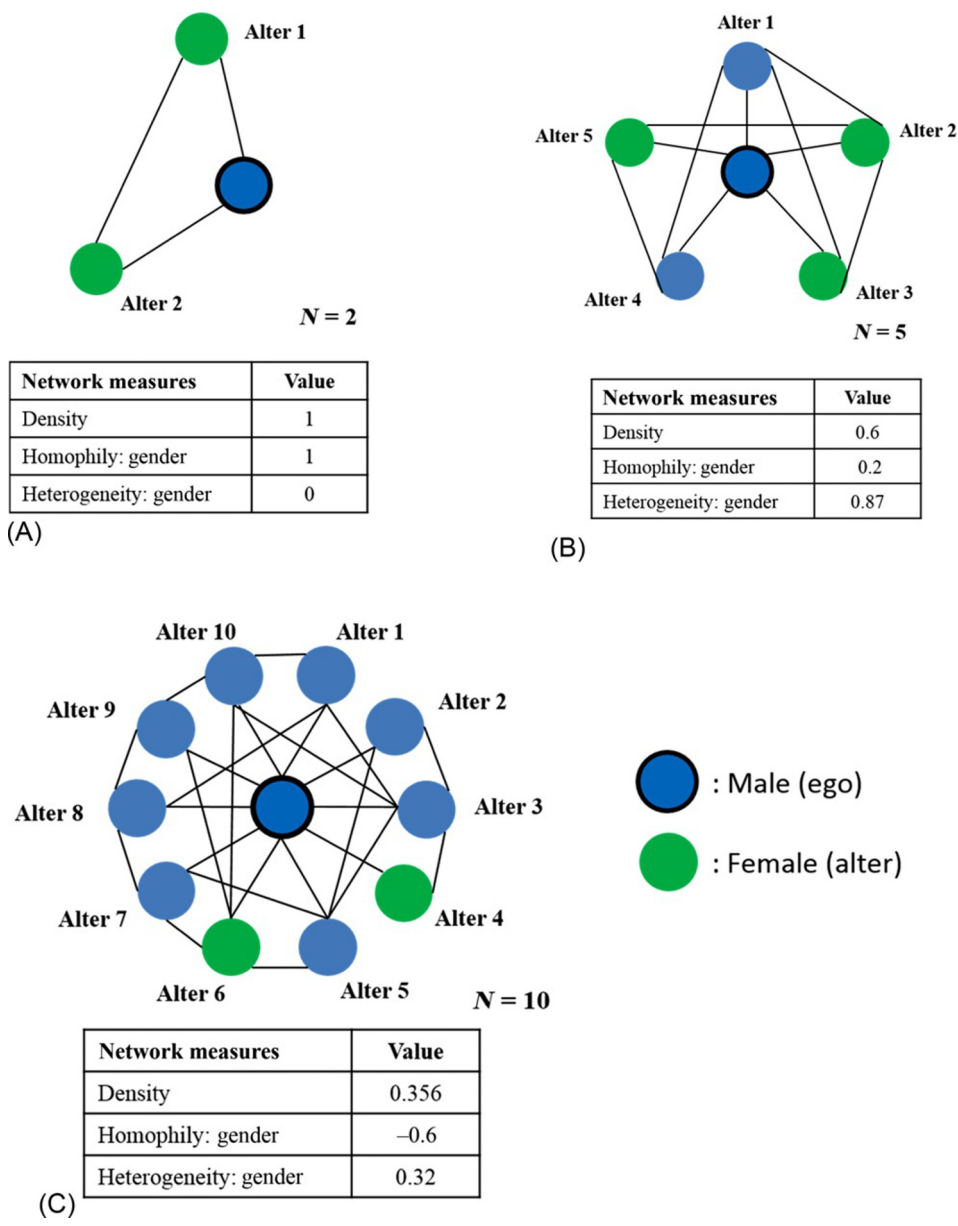 Alter 1
Alter 2
N = 2
Network measures Value
Density 1
Homophily: gender 1
Heterogeneity: gender 0
(A)
Alter 1
Alter 5
Alter 2
Alter 4
Alter 3
N = 5
Network measures Value
Density 0.6
Homophily: gender 0.2
Heterogeneity: gender 0.87
(B)
Alter 10
Alter 1
Alter 9
Alter 2
Alter 8
Alter 3
Alter 7
Alter 4
Alter 6
Alter 5
N = 10
: Male (ego)
: Female (alter)
Network measures Value
Density 0.356
Homophily: gender –0.6
Heterogeneity: gender 0.32
(C)